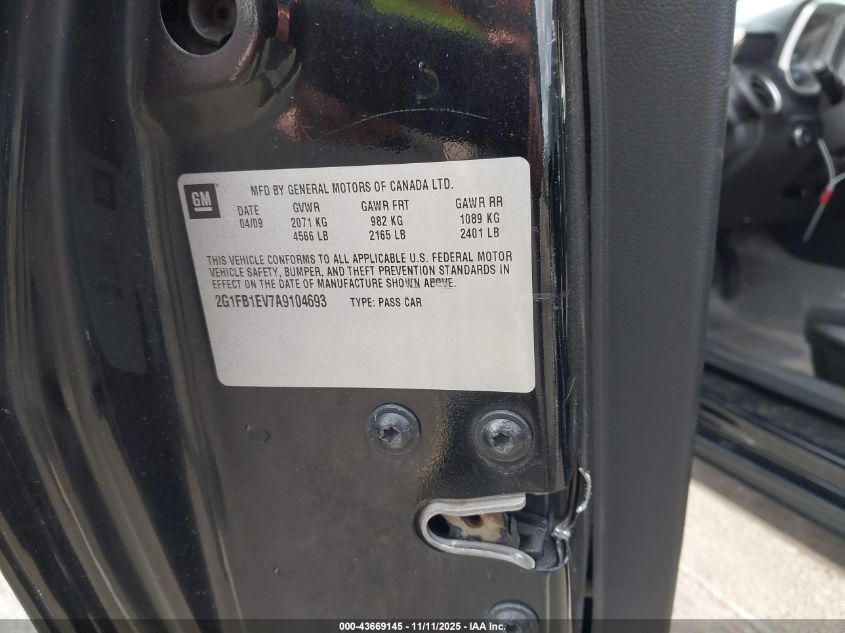 GM
MFD BY GENERAL MOTORS OF CANADA LTD.
DATE GVWR GAWR FRT GAWR RR
04/09 2071 KG 982 KG 1089 KG
4566 LB 2165 LB 2401 LB
THIS VEHICLE CONFORMS TO ALL APPLICABLE U.S. FEDERAL MOTOR
VEHICLE SAFETY, BUMPER, AND THEFT PREVENTION STANDARDS IN
EFFECT ON THE DATE OF MANUFACTURE SHOWN ABOVE.
2G1FB1EV7A9104693 TYPE: PASS CAR
000-43669145 - 11/11/2025 - IAA Inc.